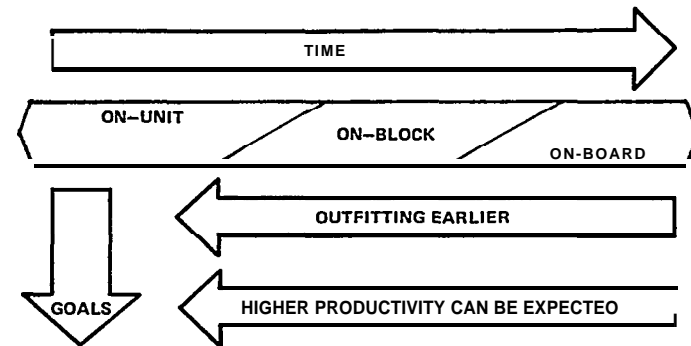 TIME
ON–UNIT
ON–BLOCK
ON-BOARD
OUTFITTING EARLIER
GOALS
HIGHER PRODUCTIVITY CAN BE EXPECTEO